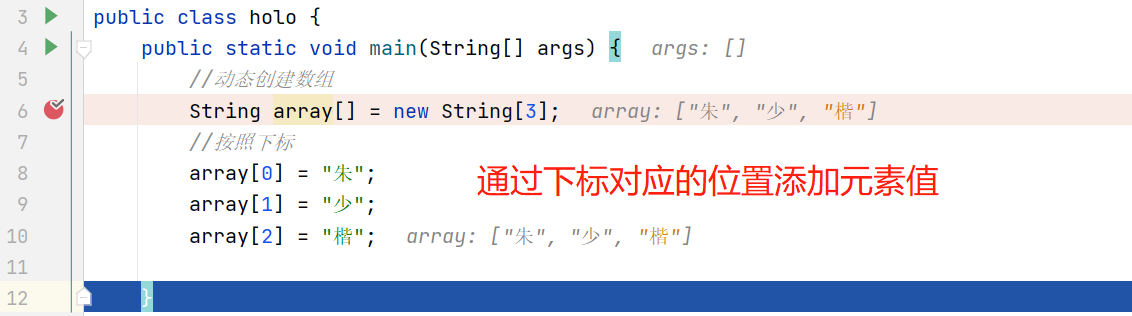 3 public class holo {
4 public static void main(String[] args) { args: []
5 //动态创建数组
6 String array[] = new String[3]; array: ["朱", "少", "楷"]
7 //按照下标
8 array[0] = "朱";
通过下标对应的位置添加元素值
9 array[1] = "少";
10 array[2] = "楷"; array: ["朱", "少", "楷"]
11
12 }